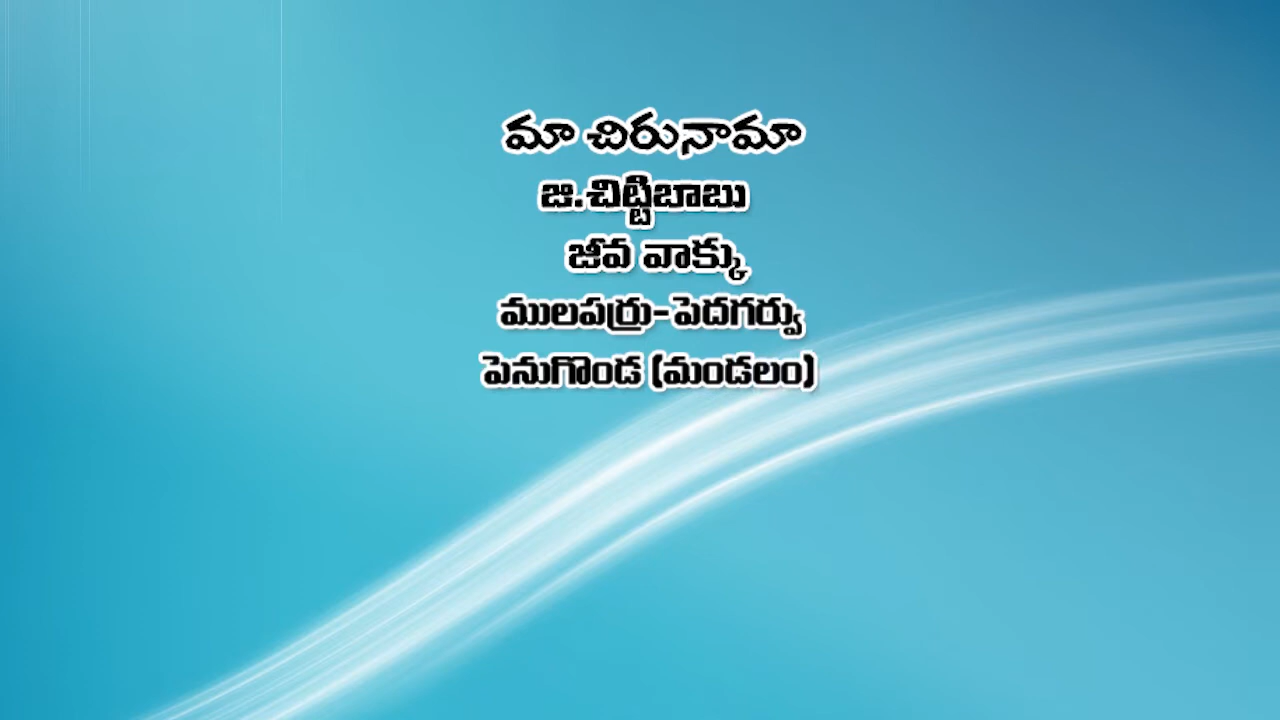 మా చిరునామా
జి.చిట్టిబాబు
జీవ వాక్కు
ములపర్రు-పెదగర్వు
పెనుగొండ (మండలం)